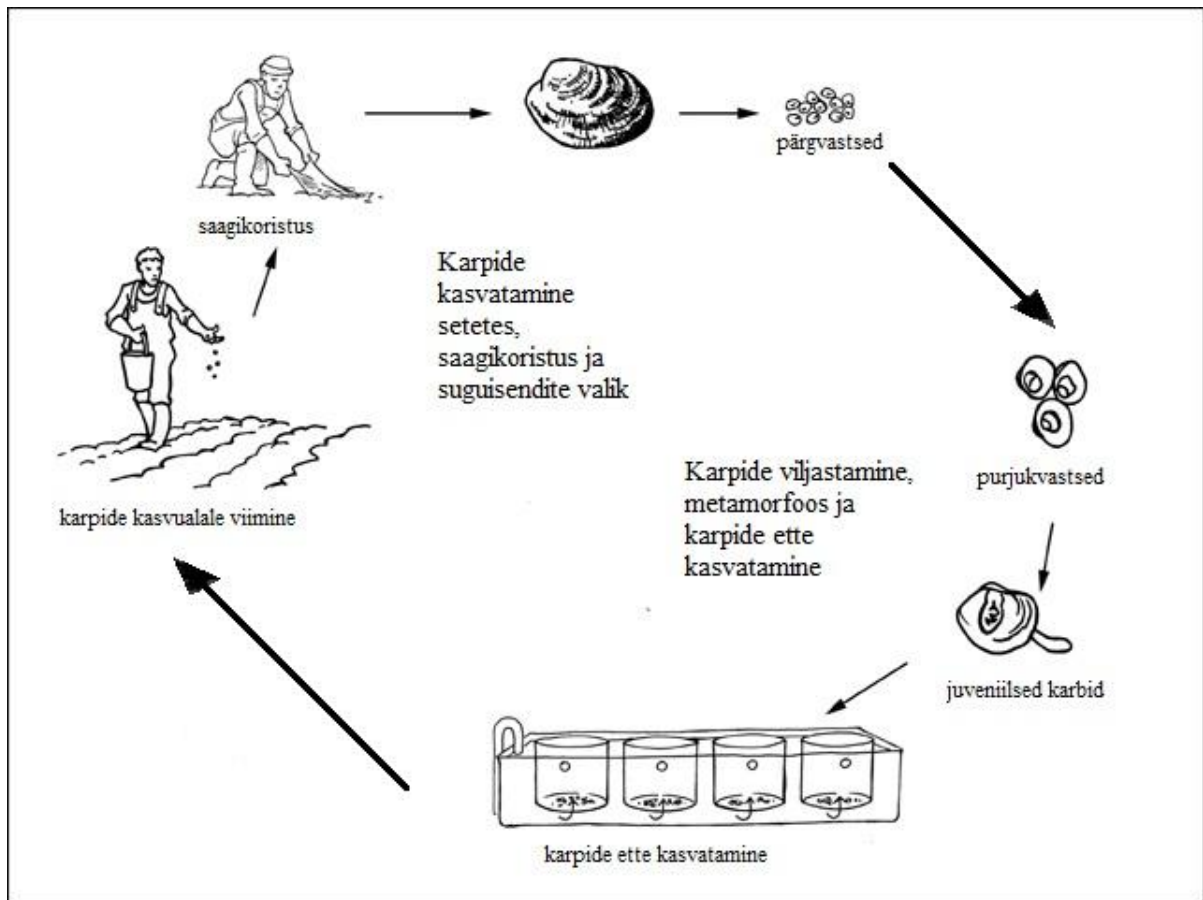 pärgvastsed
saagikoristus
Karpide
kasvatamine
setetes,
saagikoristus ja
suguisendite valik
purjukvastsed
Karpide viljastamine,
metamorfoos ja
karpide ette
kasvatamine
karpide kasvualale viimine
juveniilsed karbid
karpide ette kasvatamine